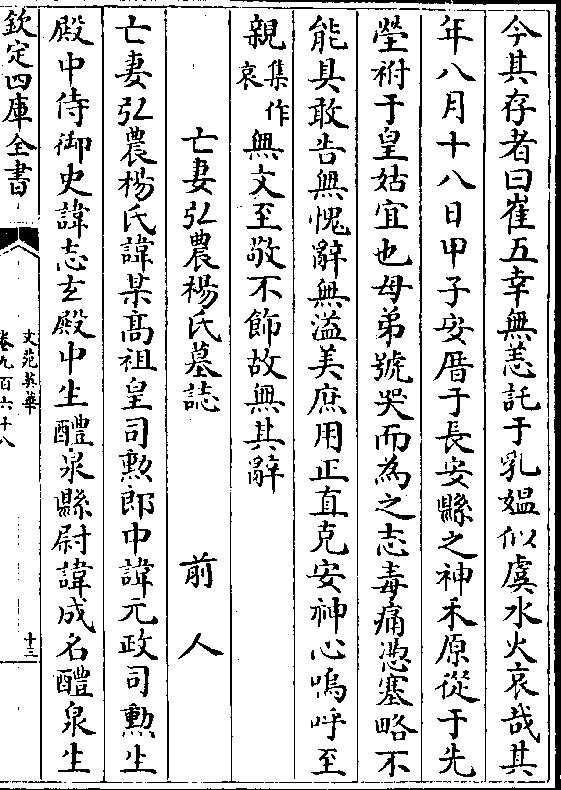 今其存者曰崔五幸無恙託于乳媪似虞水火哀哉其
年八月十八日甲子安厝于長安縣之神禾原從于先
塋祔于皇姑宜也母弟號哭而為之志毒痛憑塞略不
能具敢告無愧辭無溢美庶用正直克安神心嗚呼至
親集作哀無文至敬不飾故無其辭
亡妻弘農楊氏墓誌 前人
亡妻弘農楊氏諱某髙祖皇司勲郎中諱元政司勲生
殿中侍御史諱志玄殿中生醴泉縣尉諱成名醴泉生
欽定四庫全書
文苑英華
卷九百六十八
十三